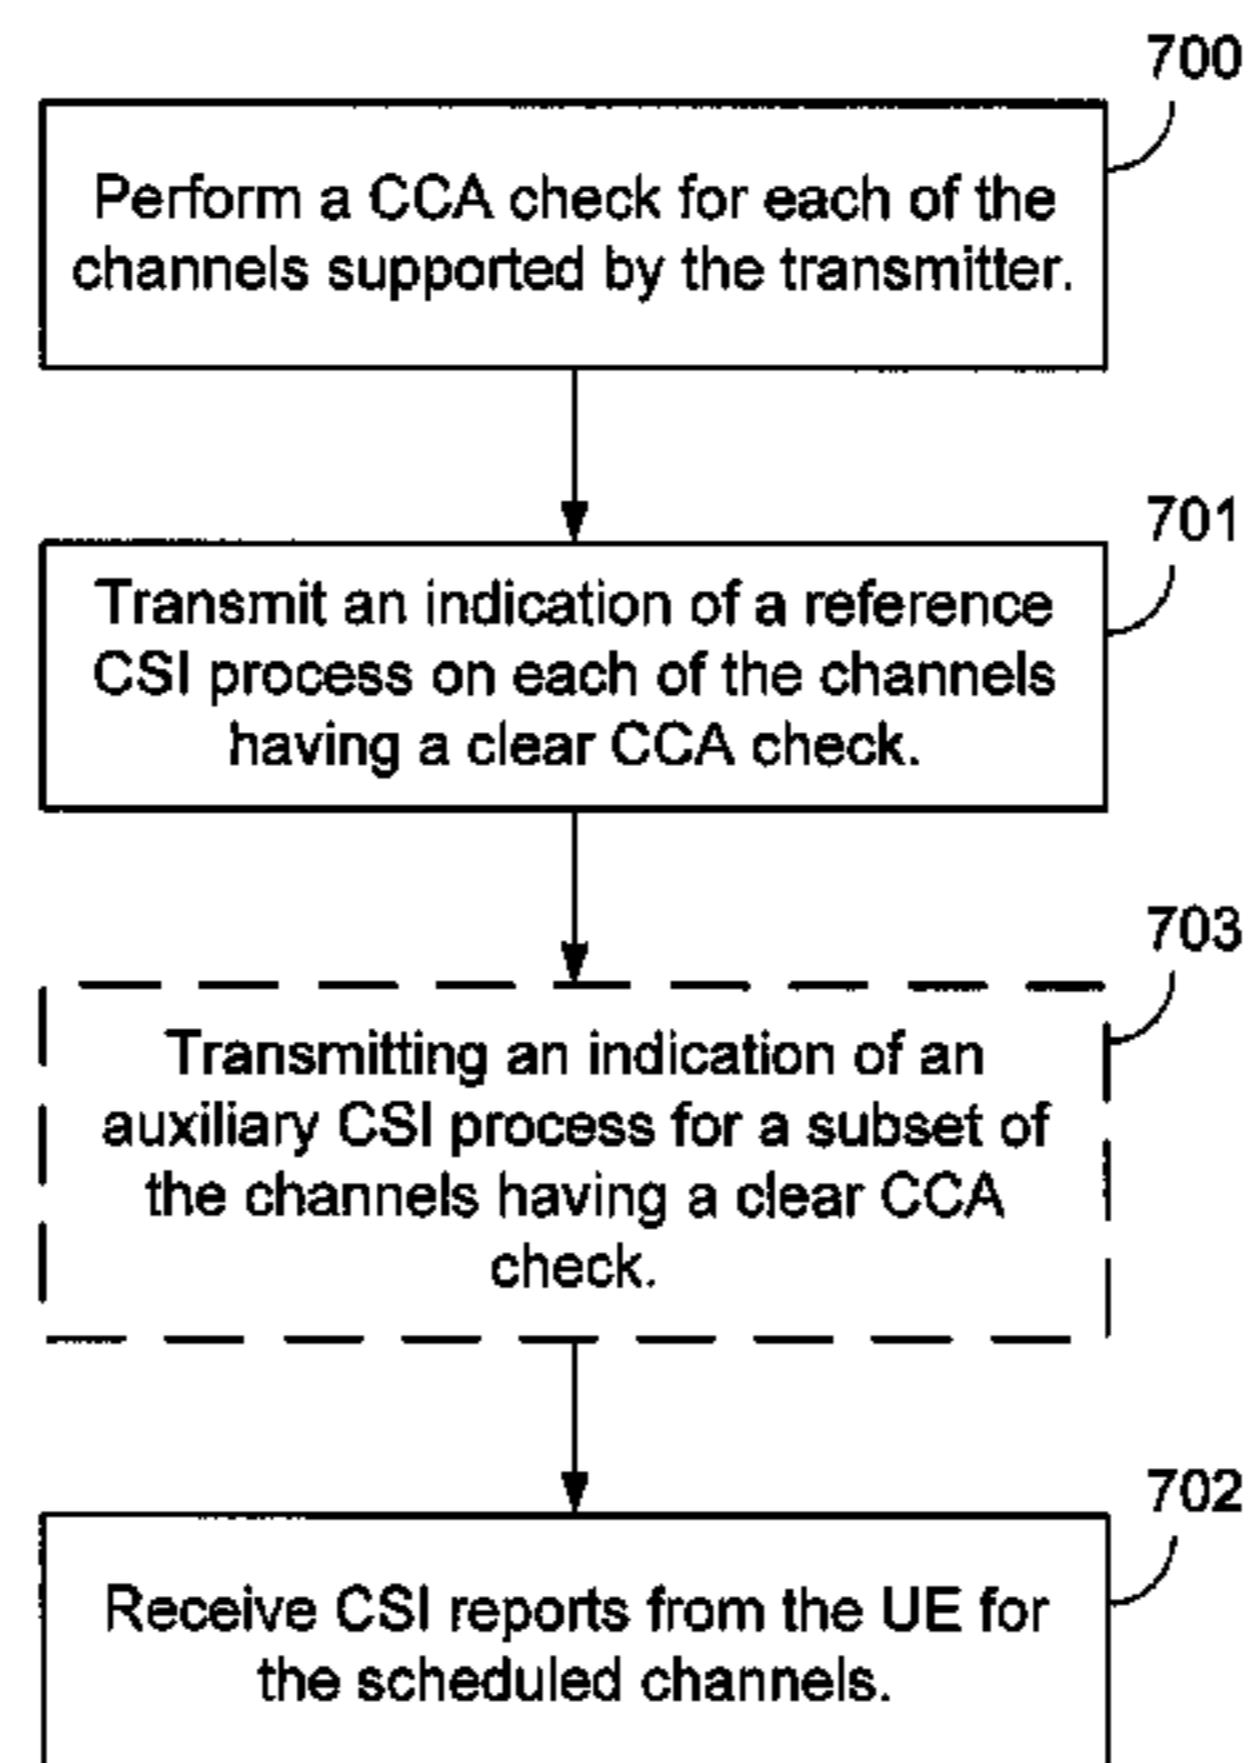 700
Perform a CCA check for each of the
channels supported by the transmitter.
701
Transmit an indication of a reference
CSI process on each of the channels
having a clear CCA check.
703
Transmitting an indication of an
auxiliary CSI process for a subset of
the channels having a clear CCA
check.
702
Receive CSI reports from the UE for
the scheduled channels.